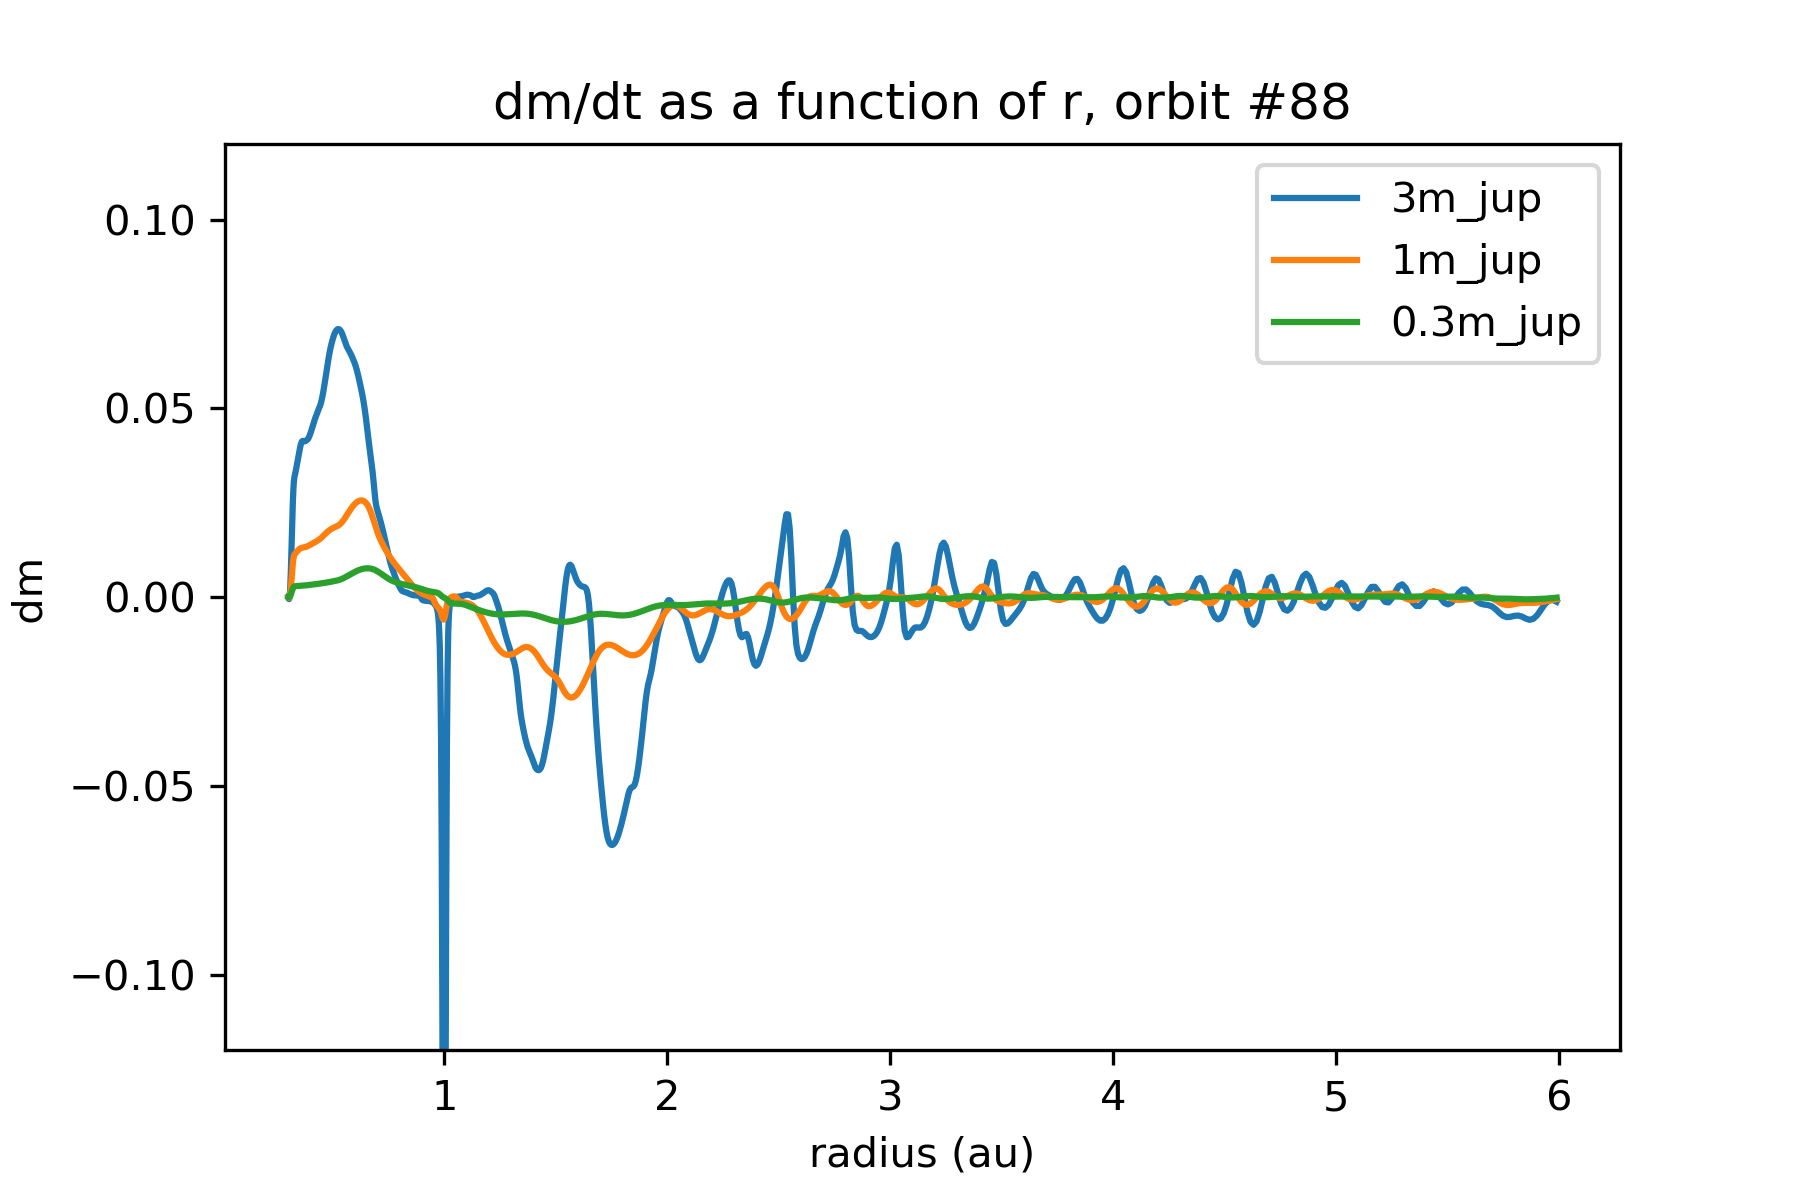 dm/dt as a function of r, orbit #88
3m_jup
1m_jup
0.3m_jup
dm
0.10
0.05
0.00
−0.05
−0.10
1 2 3 4 5 6
radius (au)